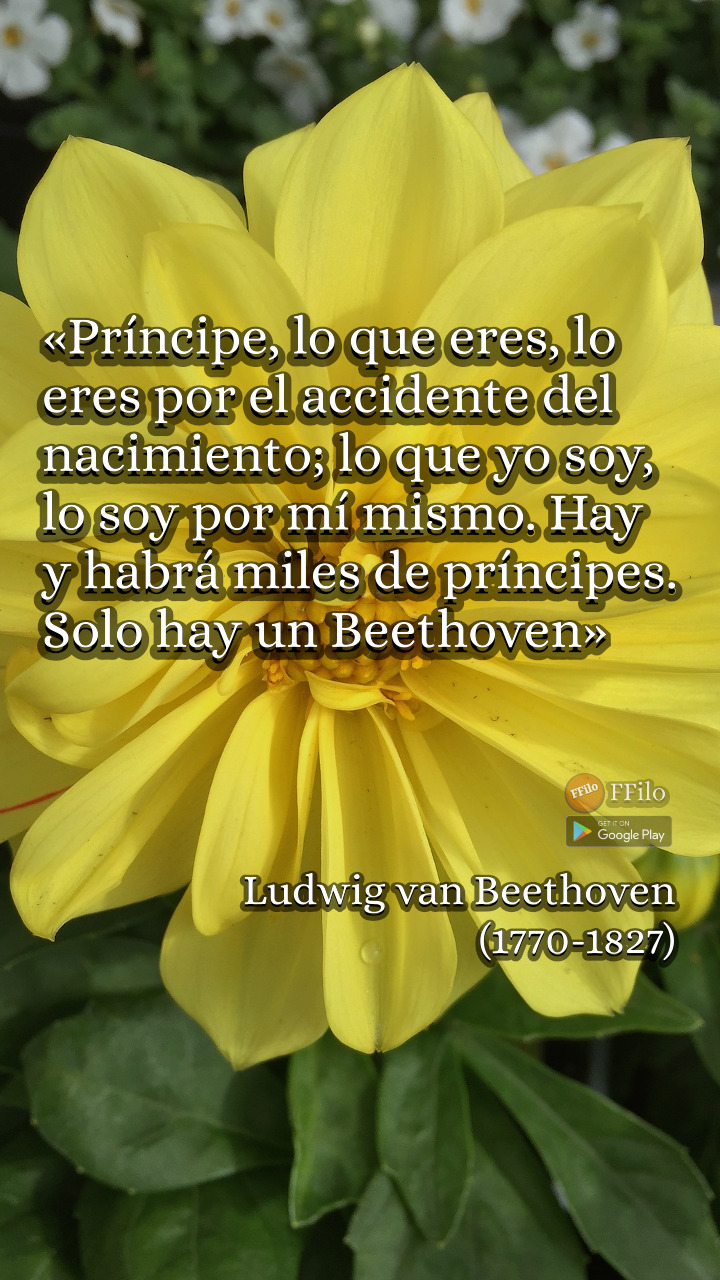 «Príncipe, lo que eres, lo
eres por el accidente del
nacimiento; lo que yo soy,
lo soy por mí mismo. Hay
y habrá miles de príncipes.
Solo hay un Beethoven»
FFilo FFilo
GET IT ON
Google Play
Ludwig van Beethoven
(1770-1827)